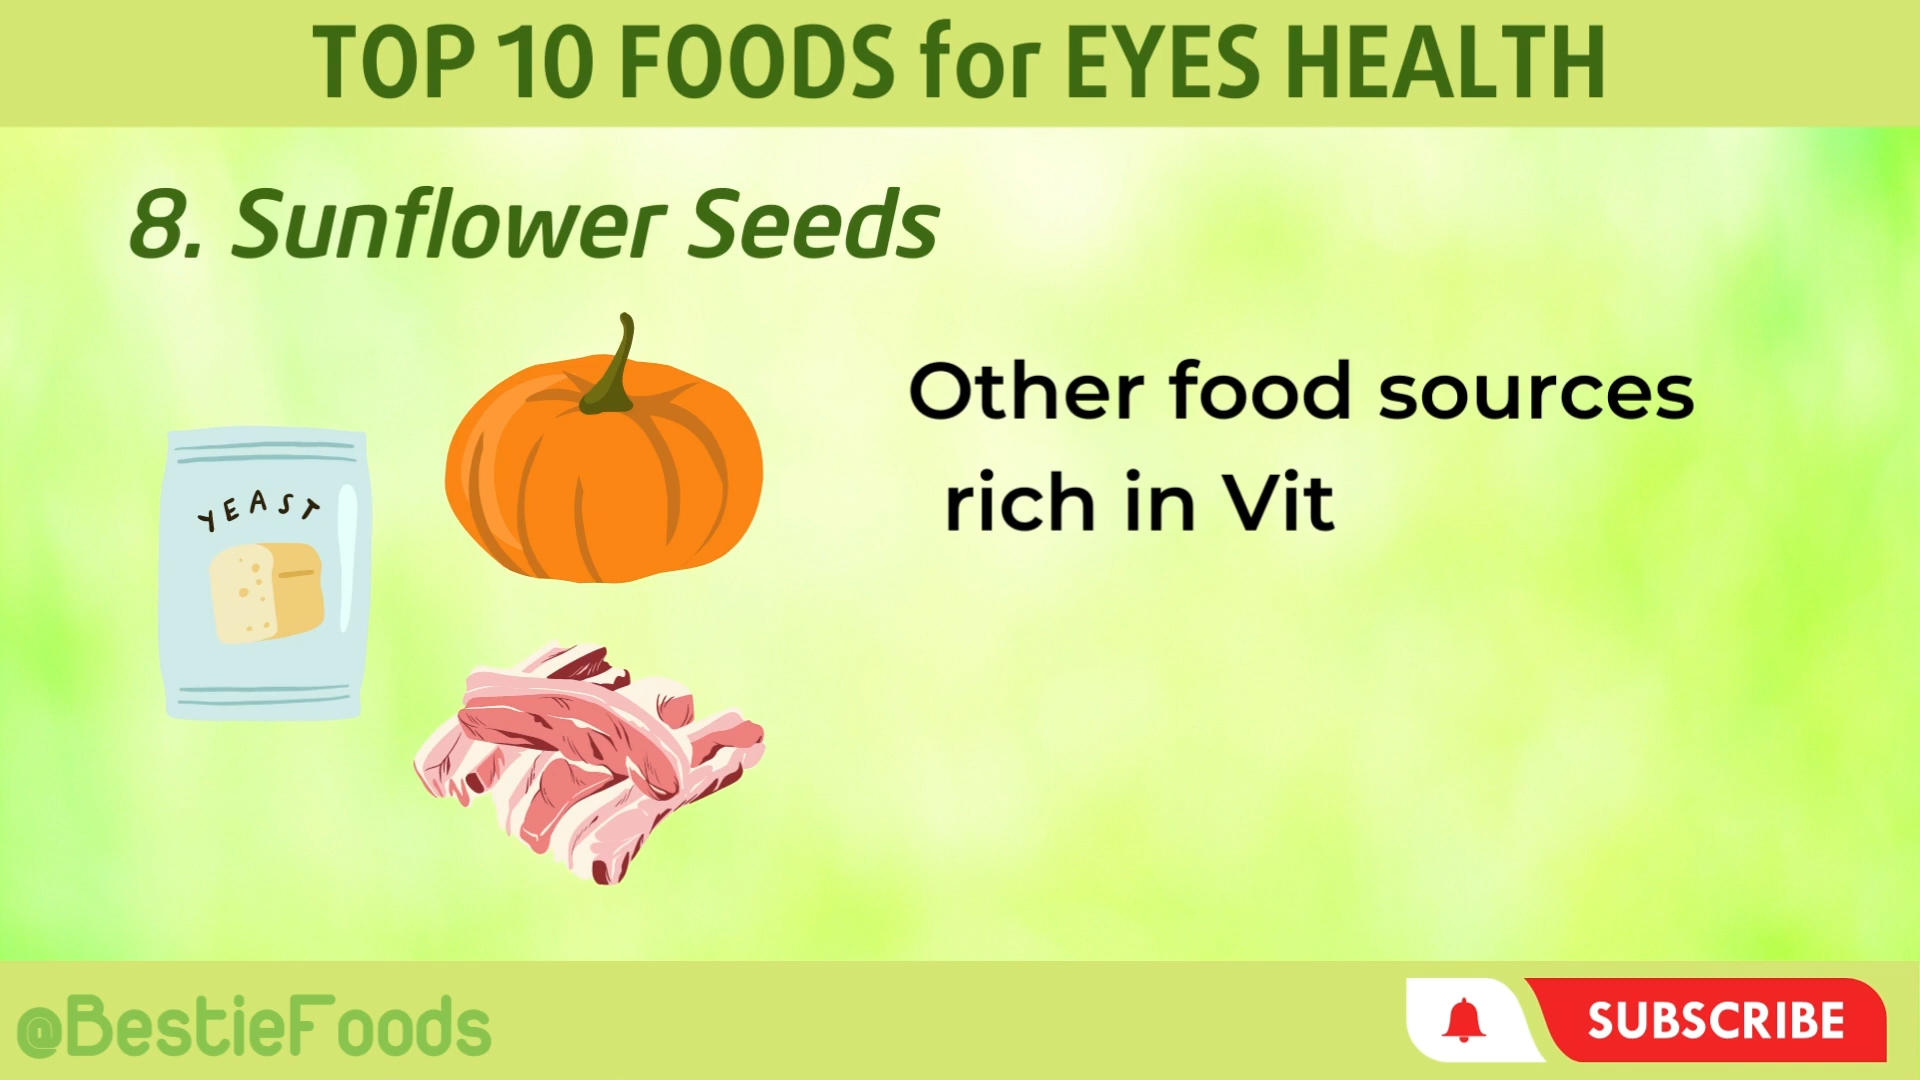 TOP 10 FOODS for EYES HEALTH
8. Sunflower Seeds
Other food sources
rich in Vit
YEAST
@BestieFoods
SUBSCRIBE